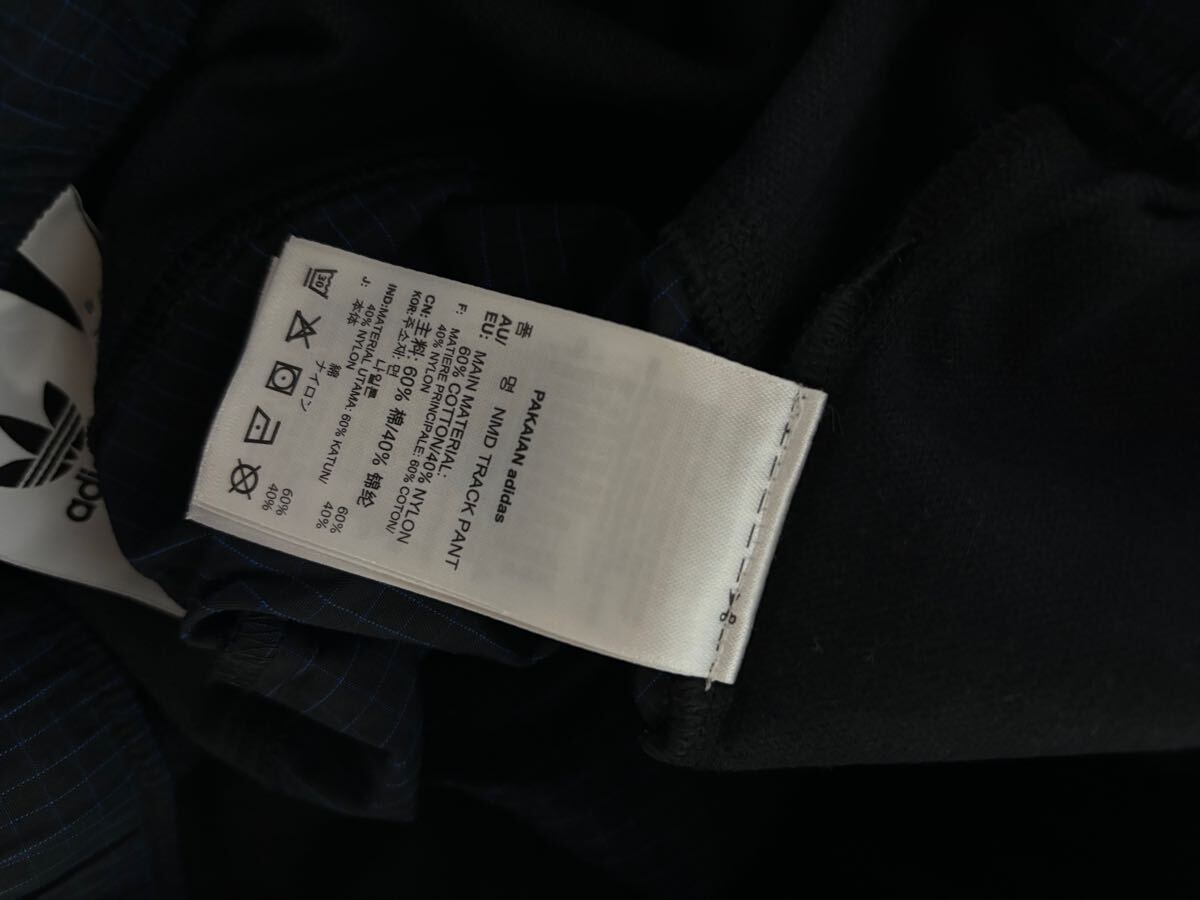 PAKAIAN adidas
품 명 NMD TRACK PANT
AU/
EU: MAIN MATERIAL:
60% COTTON/40% NYLON
F: MATIERE PRINCIPALE: 60% COTON/
40% NYLON
CN: 主料: 60% 棉/40% 锦纶
KOR: 주소재: 면 60%
나일론 40%
IND:MATERIAL UTAMA: 60% KATUN/
40% NYLON
J: 本体 綿 60%
ナイロン 40%
30